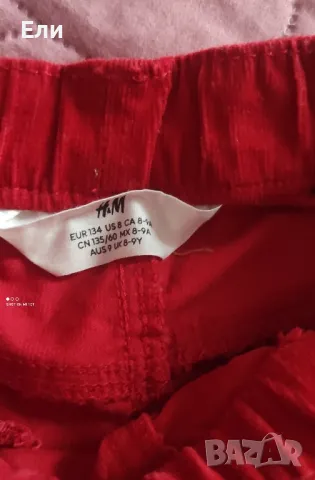 Ели
H&M
EUR 134 US 8 CA 8-9A
CN 135/60 MX 8-9A
AUS 9 UK 8-9Y
BAZAR